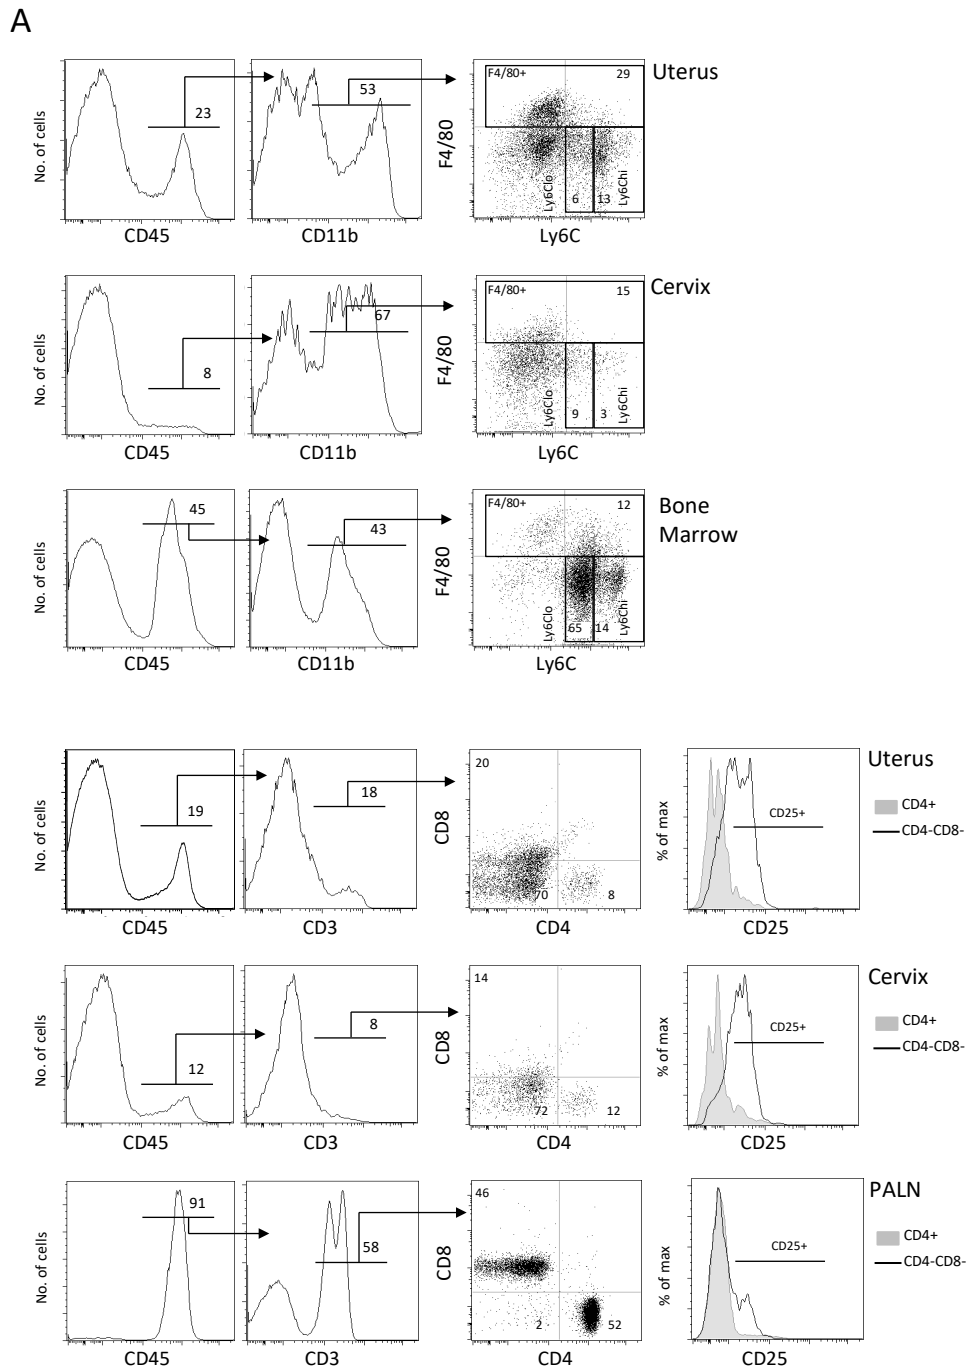 A
No. of cells
23
CD45
53
CD11b
F4/80
F4/80+
29
Ly6Clo
6
13
Ly6Chi
Ly6C
Uterus
No. of cells
8
CD45
67
CD11b
F4/80
F4/80+
15
Ly6Clo
9
3
Ly6Chi
Ly6C
Cervix
No. of cells
45
CD45
43
CD11b
F4/80
F4/80+
12
Ly6Clo
65
14
Ly6Chi
Ly6C
Bone
Marrow
No. of cells
19
CD45
18
CD3
CD8
20
70
8
CD4
% of max
CD25+
CD25
Uterus
CD4+
CD4-CD8-
No. of cells
12
CD45
8
CD3
CD8
14
72
12
CD4
% of max
CD25+
CD25
Cervix
CD4+
CD4-CD8-
No. of cells
91
CD45
58
CD3
CD8
46
2
52
CD4
% of max
CD25+
CD25
PALN
CD4+
CD4-CD8-